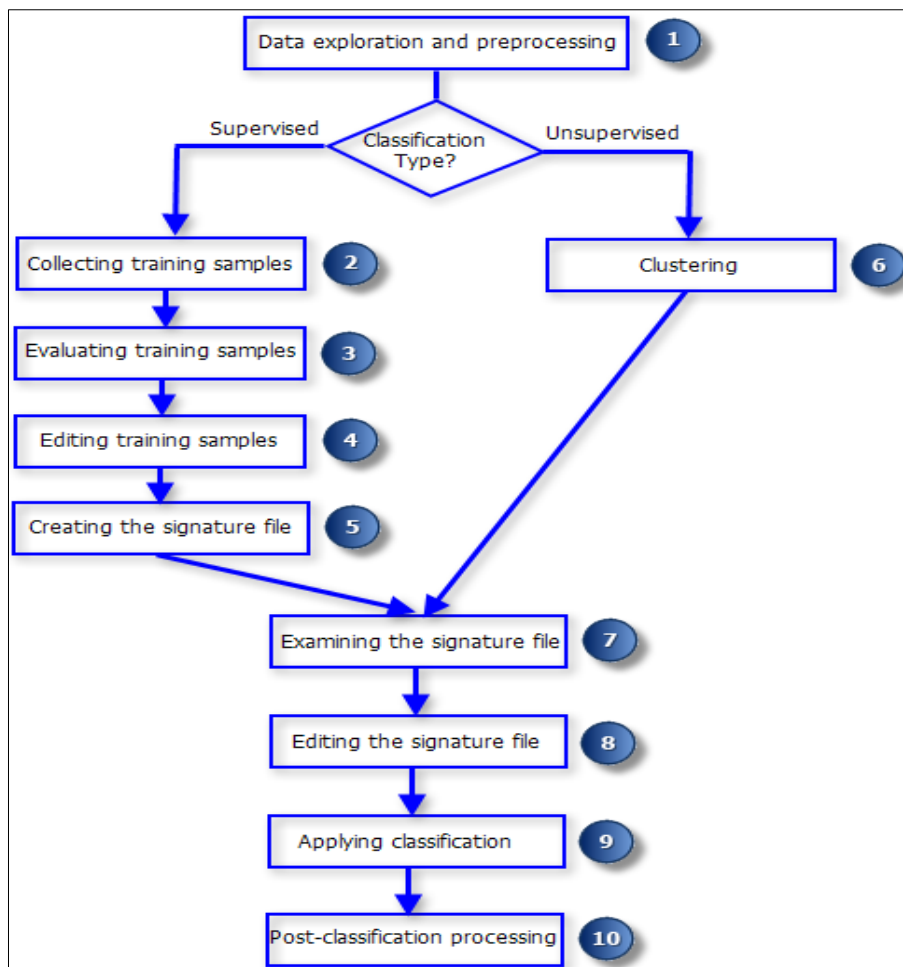 Data exploration and preprocessing
1
Supervised
Classification
Type?
Unsupervised
Collecting training samples
2
Clustering
6
Evaluating training samples
3
Editing training samples
4
Creating the signature file
5
Examining the signature file
7
Editing the signature file
8
Applying classification
9
Post-classification processing
10